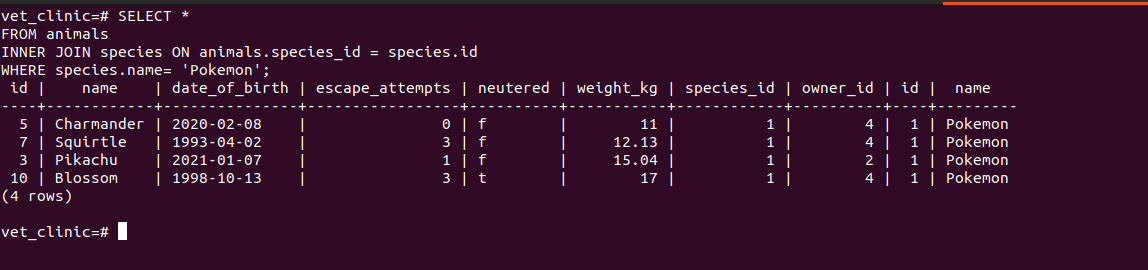 vet_clinic=# SELECT *
FROM animals
INNER JOIN species ON animals.species_id = species.id
WHERE species.name= 'Pokemon';
 id |    name    | date_of_birth | escape_attempts | neutered | weight_kg | species_id | owner_id | id |  name
----+------------+---------------+-----------------+----------+-----------+------------+----------+----+---------
  5 | Charmander | 2020-02-08    |               0 | f        |        11 |          1 |        4 |  1 | Pokemon
  7 | Squirtle   | 1993-04-02    |               3 | f        |     12.13 |          1 |        4 |  1 | Pokemon
  3 | Pikachu    | 2021-01-07    |               1 | f        |     15.04 |          1 |        2 |  1 | Pokemon
 10 | Blossom    | 1998-10-13    |               3 | t        |        17 |          1 |        4 |  1 | Pokemon
(4 rows)

vet_clinic=#